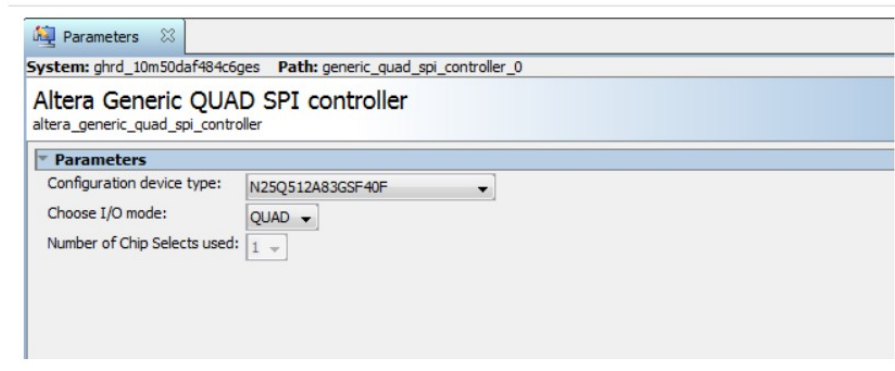 Parameters
System: ghrd_10m50daf484c6ges Path: generic_quad_spi_controller_0
Altera Generic QUAD SPI controller
altera_generic_quad_spi_controller
Parameters
Configuration device type: N25Q512A83GSF40F
Choose I/O mode: QUAD
Number of Chip Selects used: 1